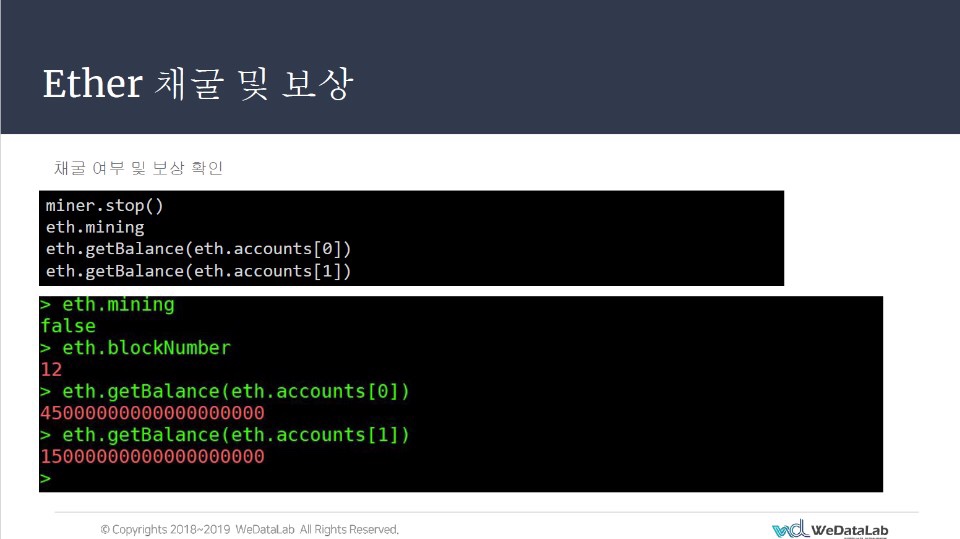 Ether 채굴 및 보상
채굴 여부 및 보상 확인
miner.stop()
eth.mining
eth.getBalance(eth.accounts[0])
eth.getBalance(eth.accounts[1])
> eth.mining
false
> eth.blockNumber
12
> eth.getBalance(eth.accounts[0])
45000000000000000000
> eth.getBalance(eth.accounts[1])
15000000000000000000
>
© Copyrights 2018~2019 WeDataLab All Rights Reserved.
WeDataLab